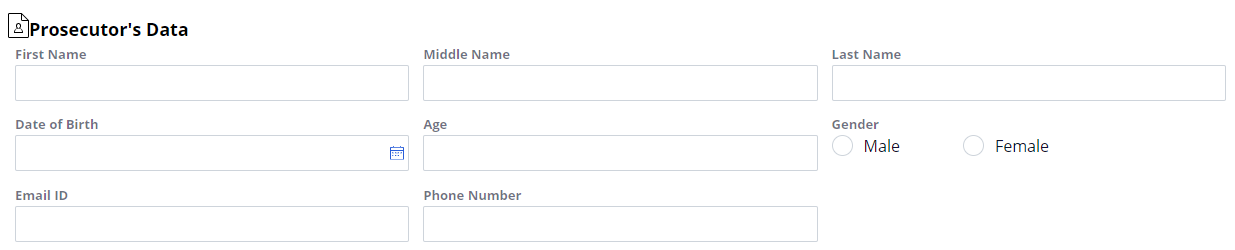 Prosecutor's Data
First Name Middle Name Last Name
Date of Birth Age Gender
Male Female
Email ID Phone Number